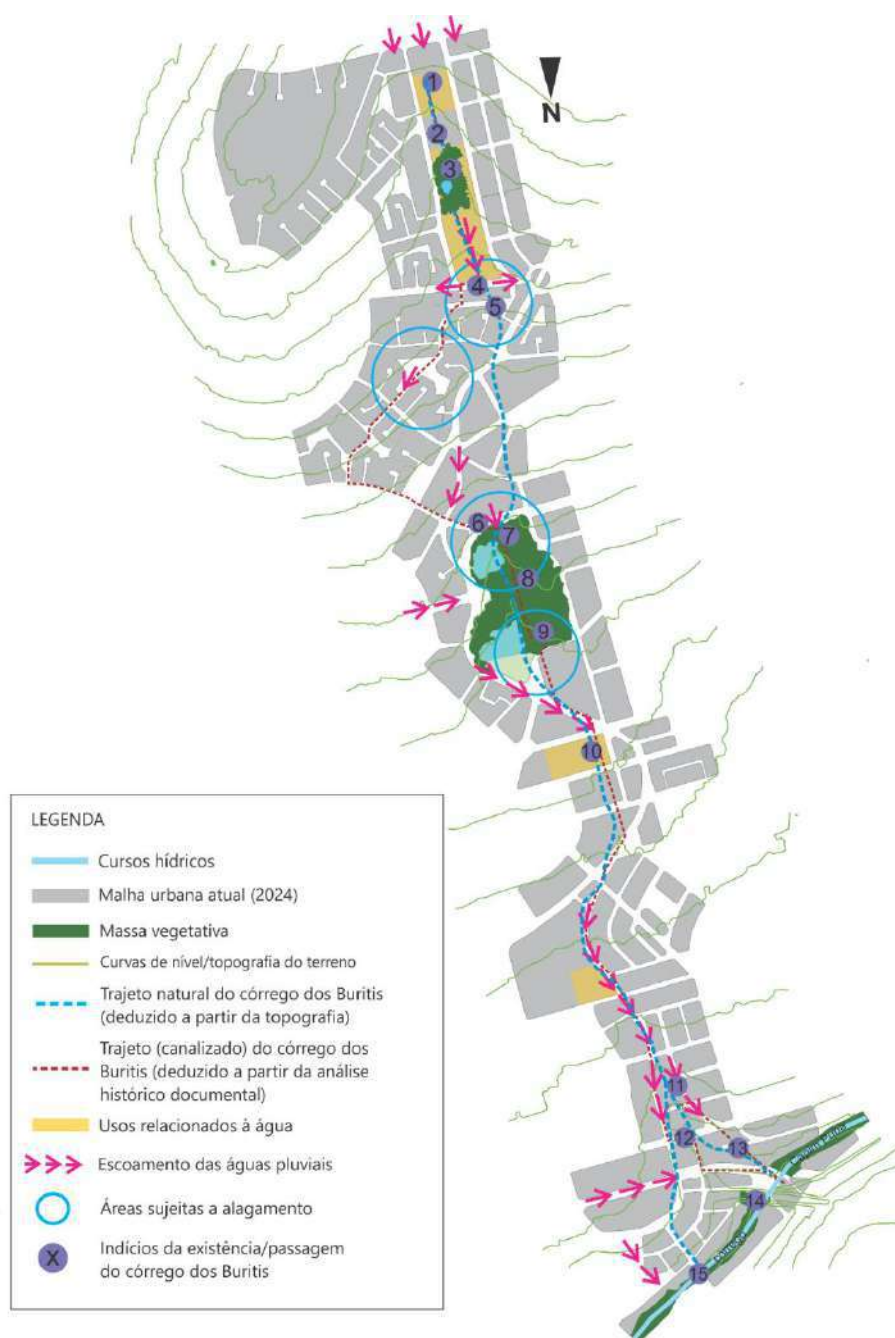 1
N
2
3
4
5
6
7
8
9
10
LEGENDA
Cursos hídricos
Malha urbana atual (2024)
Massa vegetativa
Curvas de nível/topografia do terreno
Trajeto natural do córrego dos Buritis
(deduzido a partir da topografia)
Trajeto (canalizado) do córrego dos
Buritis (deduzido a partir da análise
histórico documental)
Usos relacionados à água
Escoamento das águas pluviais
Áreas sujeitas a alagamento
X
Indícios da existência/passagem
do córrego dos Buritis
11
12
13
14
15